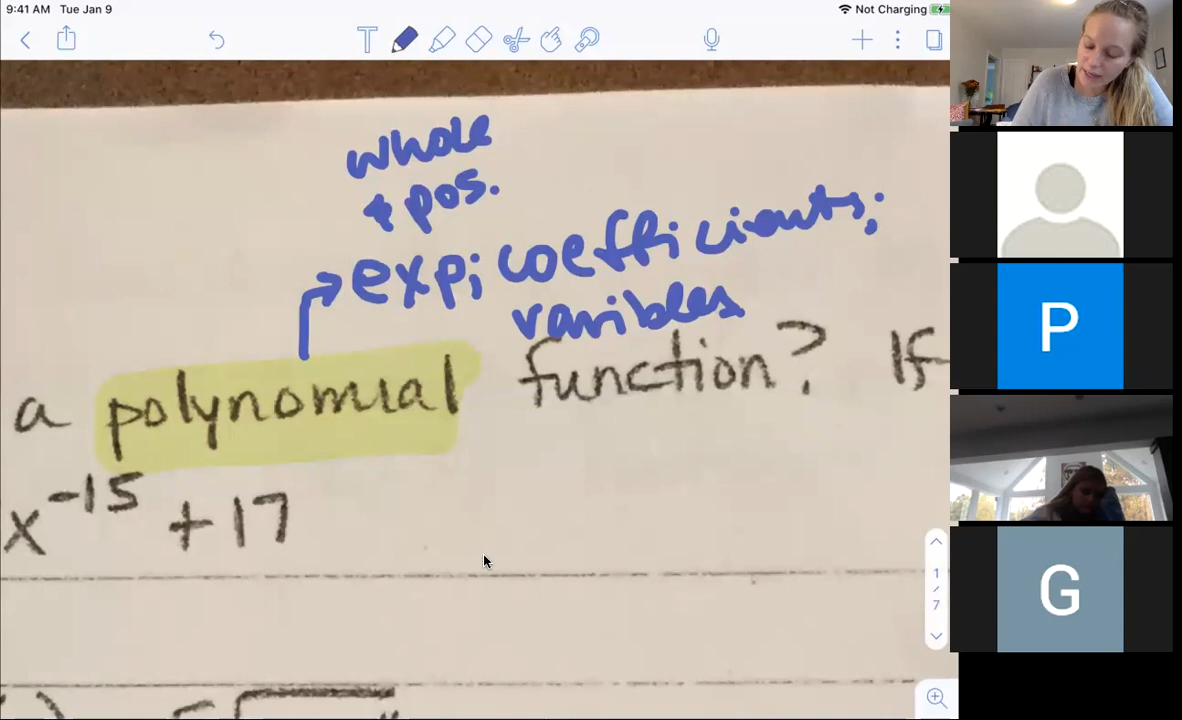 9:41 AM Tue Jan 9
Not Charging
T
whole
+ pos.
exp; coefficients;
varibles
a polynomial function? If
x^-15 + 17
P
G
1
/
7